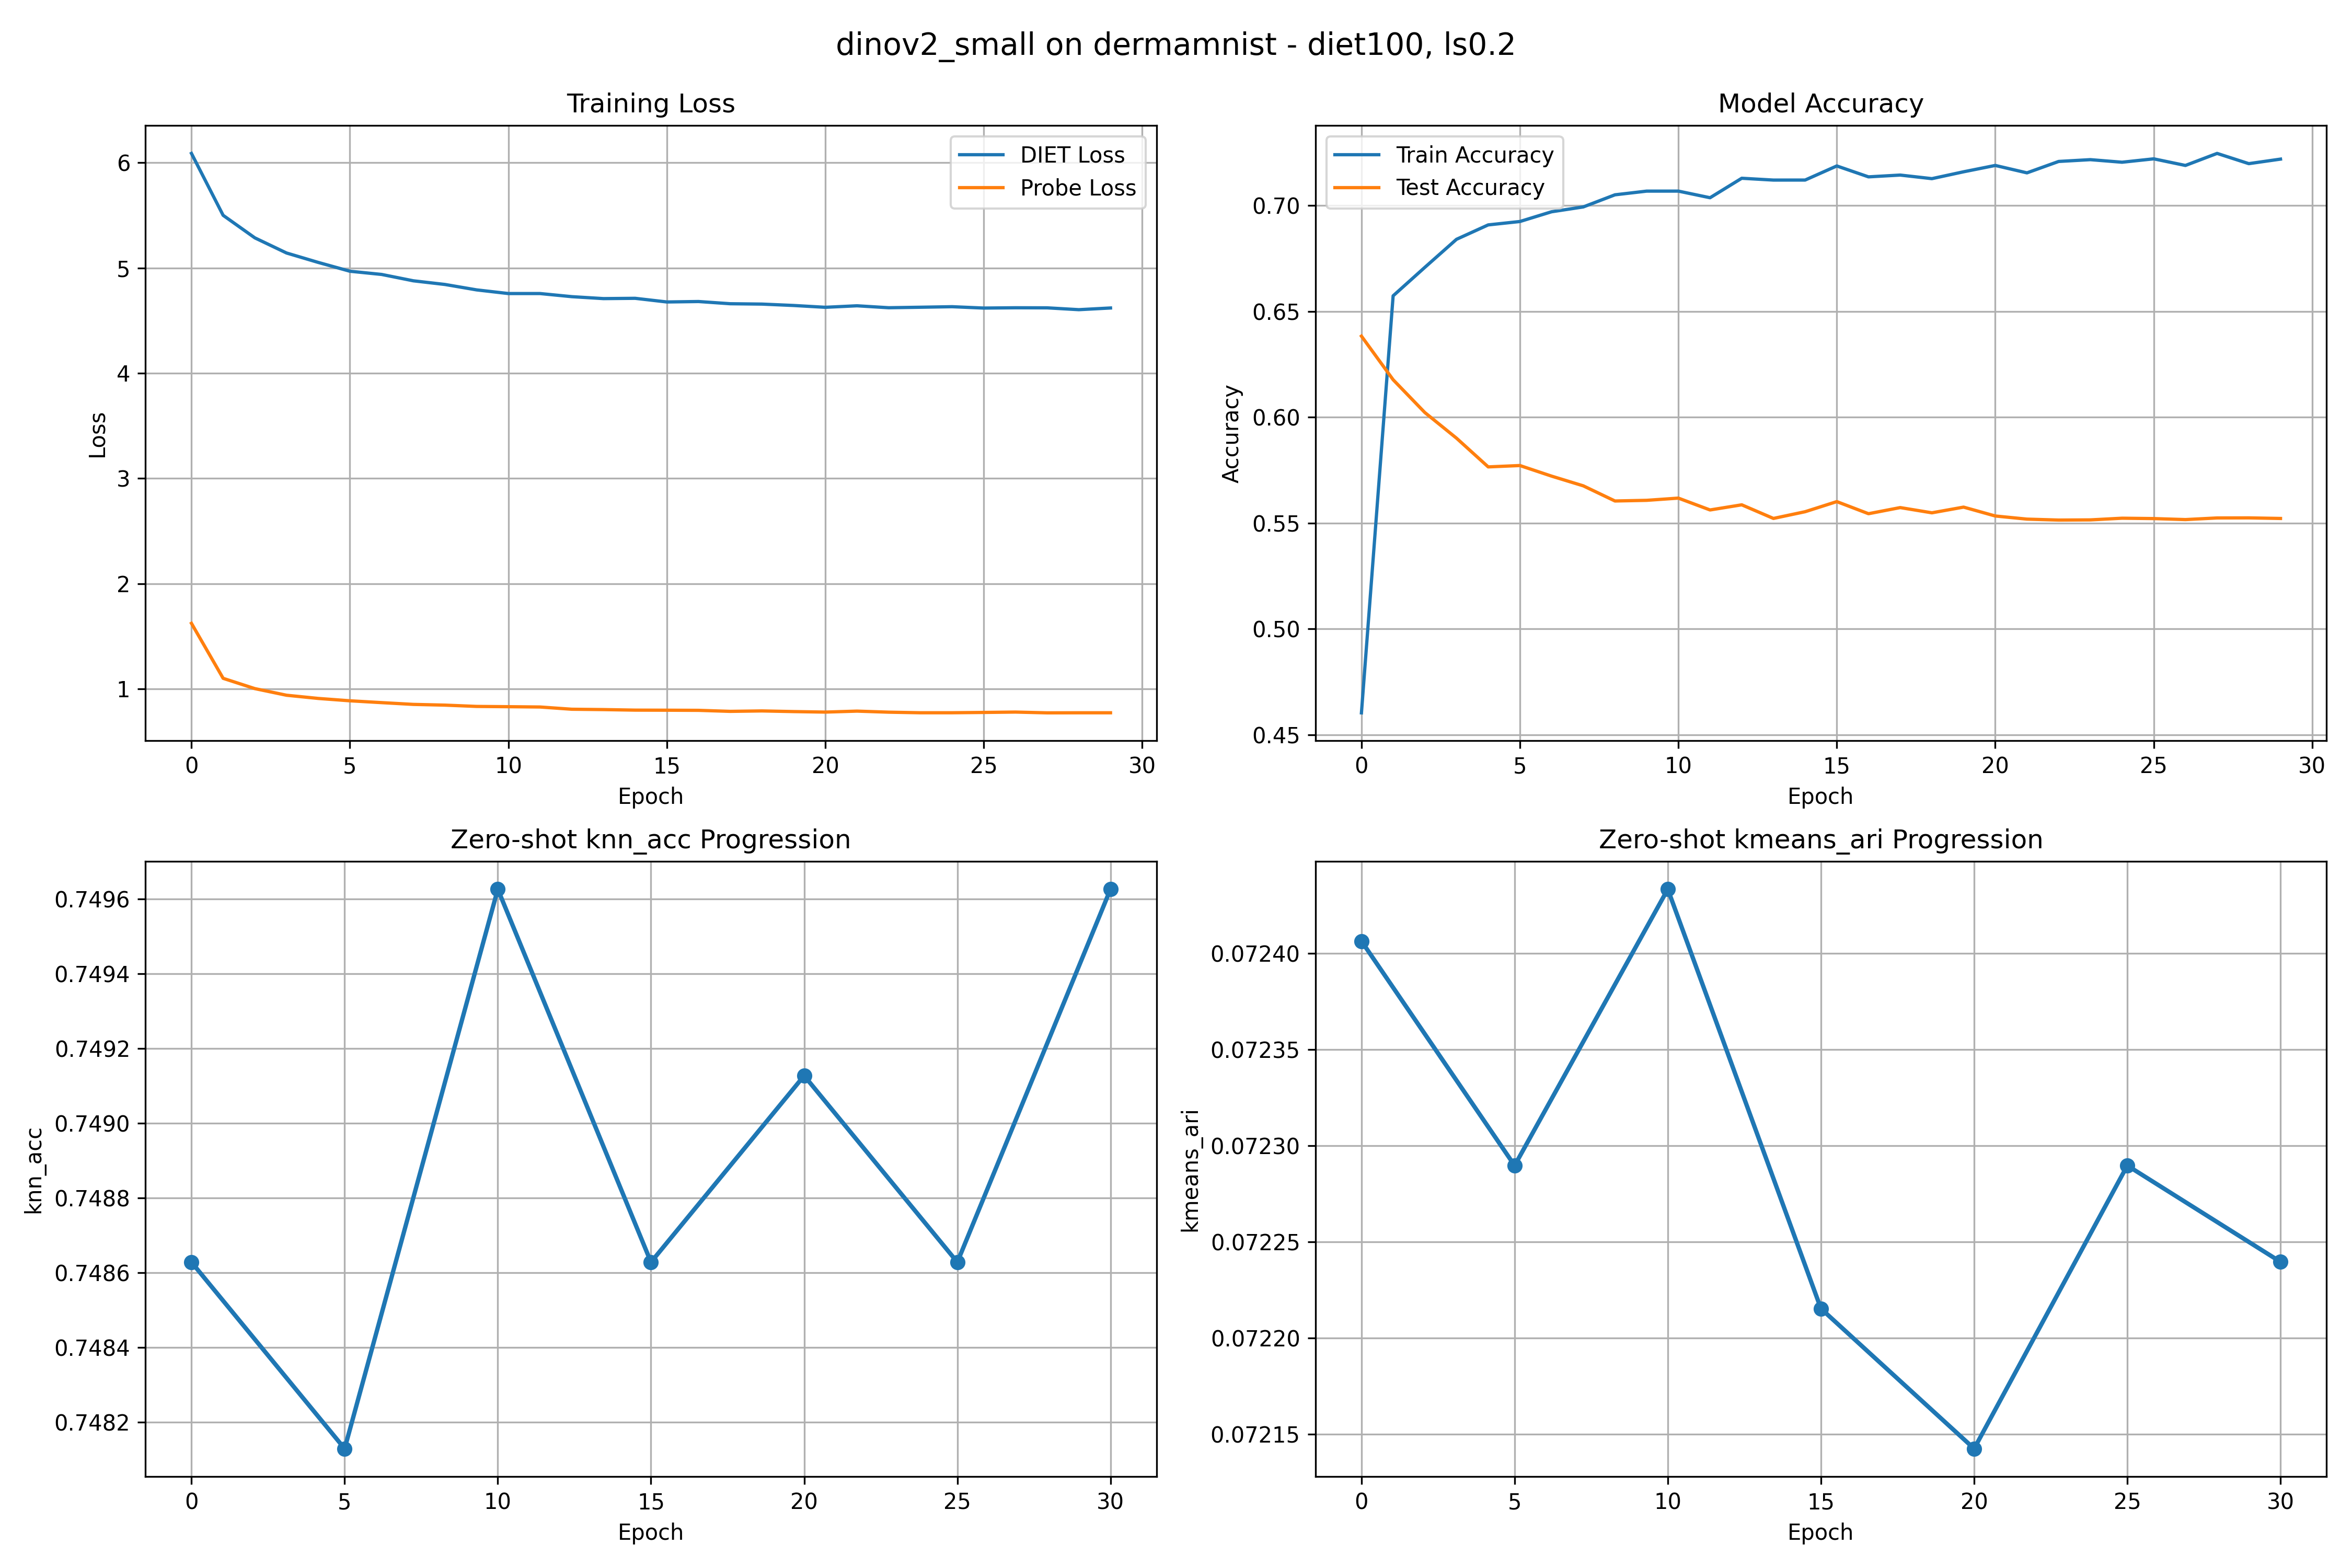 dinov2_small on dermamnist - diet100, ls0.2
Training Loss
6
5
4
3
2
1
Loss
DIET Loss
Probe Loss
0 5 10 15 20 25 30
Epoch
Model Accuracy
0.70
0.65
0.60
0.55
0.50
0.45
Accuracy
Train Accuracy
Test Accuracy
0 5 10 15 20 25 30
Epoch
Zero-shot knn_acc Progression
0.7496
0.7494
0.7492
0.7490
0.7488
0.7486
0.7484
0.7482
knn_acc
0 5 10 15 20 25 30
Epoch
Zero-shot kmeans_ari Progression
0.07240
0.07235
0.07230
0.07225
0.07220
0.07215
kmeans_ari
0 5 10 15 20 25 30
Epoch